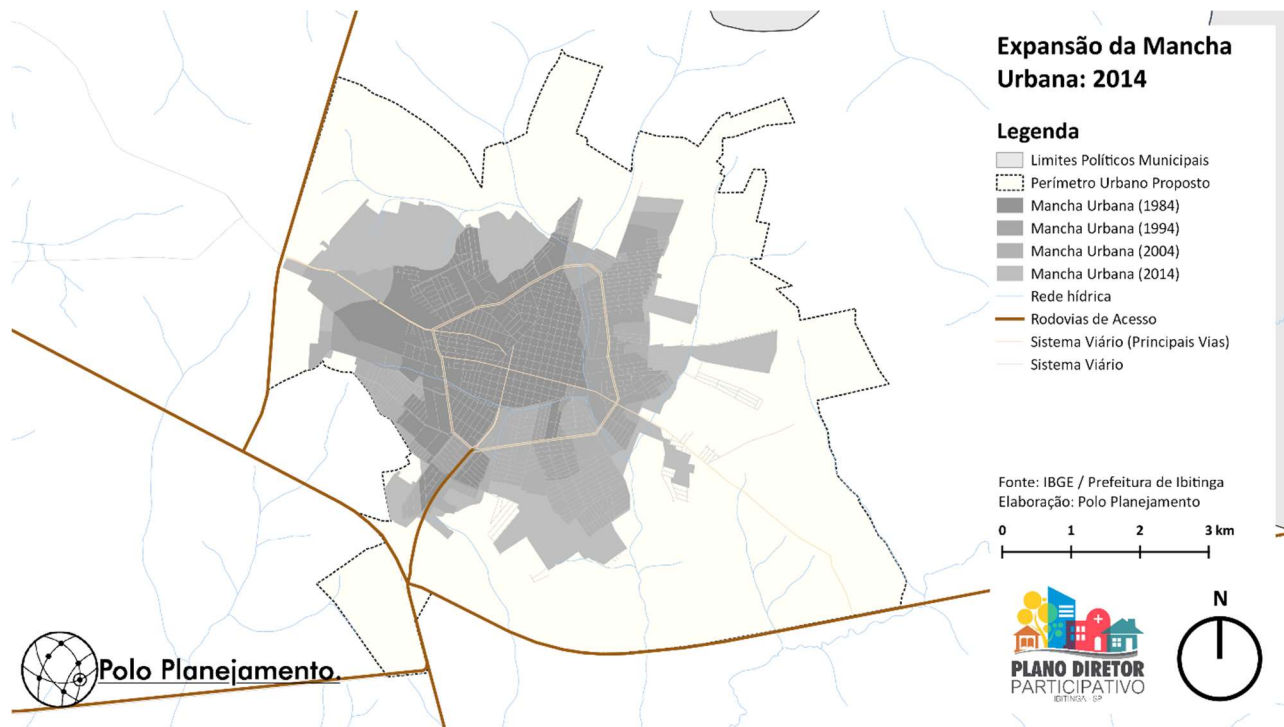 Expansão da Mancha
Urbana: 2014
Legenda
Limites Políticos Municipais
Perímetro Urbano Proposto
Mancha Urbana (1984)
Mancha Urbana (1994)
Mancha Urbana (2004)
Mancha Urbana (2014)
Rede hídrica
Rodovias de Acesso
Sistema Viário (Principais Vias)
Sistema Viário
Fonte: IBGE / Prefeitura de Ibitinga
Elaboração: Polo Planejamento
0 1 2 3 km
N
PLANO DIRETOR
PARTICIPATIVO
IBITINGA - SP
Polo Planejamento.